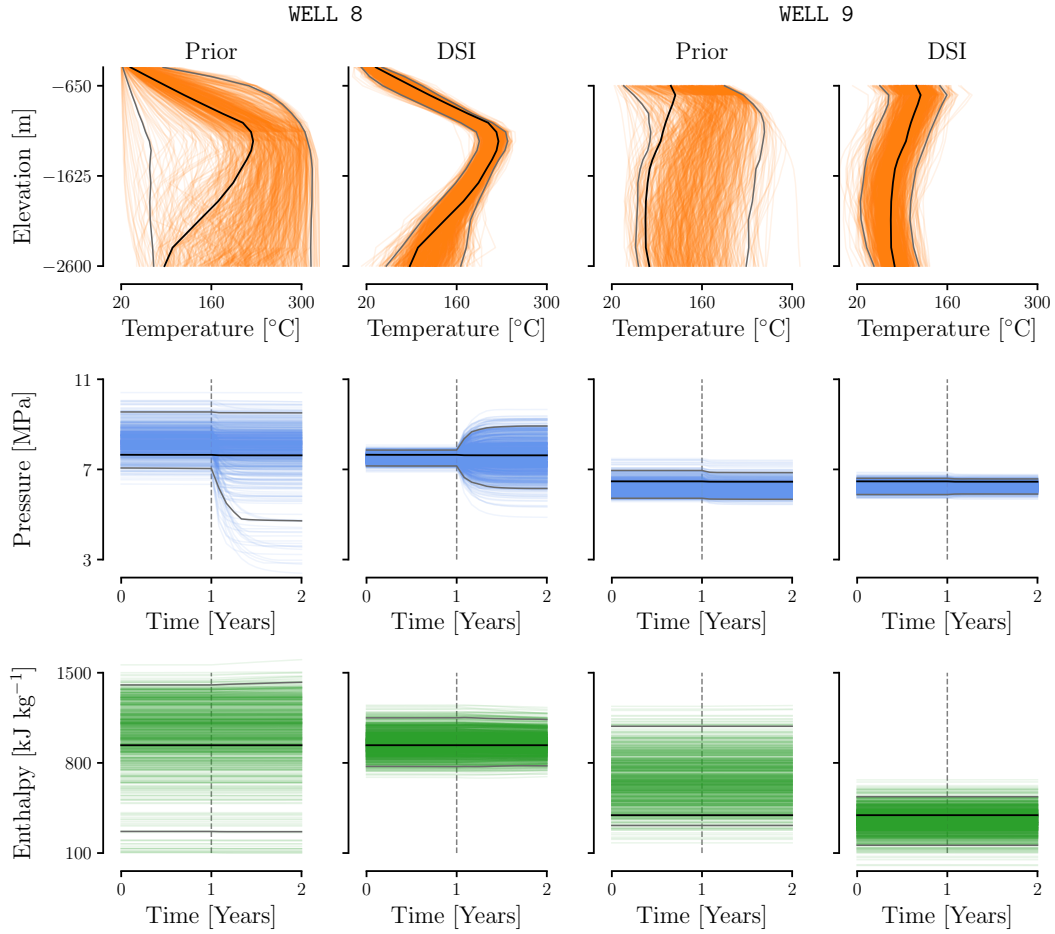 WELL 8 WELL 9
Prior DSI Prior DSI
Elevation [m]
−650
−1625
−2600
20 160 300 20 160 300 20 160 300 20 160 300
Temperature [°C] Temperature [°C] Temperature [°C] Temperature [°C]
Pressure [MPa]
11
7
3
0 1 2 0 1 2 0 1 2 0 1 2
Time [Years] Time [Years] Time [Years] Time [Years]
Enthalpy [kJ kg⁻¹]
1500
800
100
0 1 2 0 1 2 0 1 2 0 1 2
Time [Years] Time [Years] Time [Years] Time [Years]